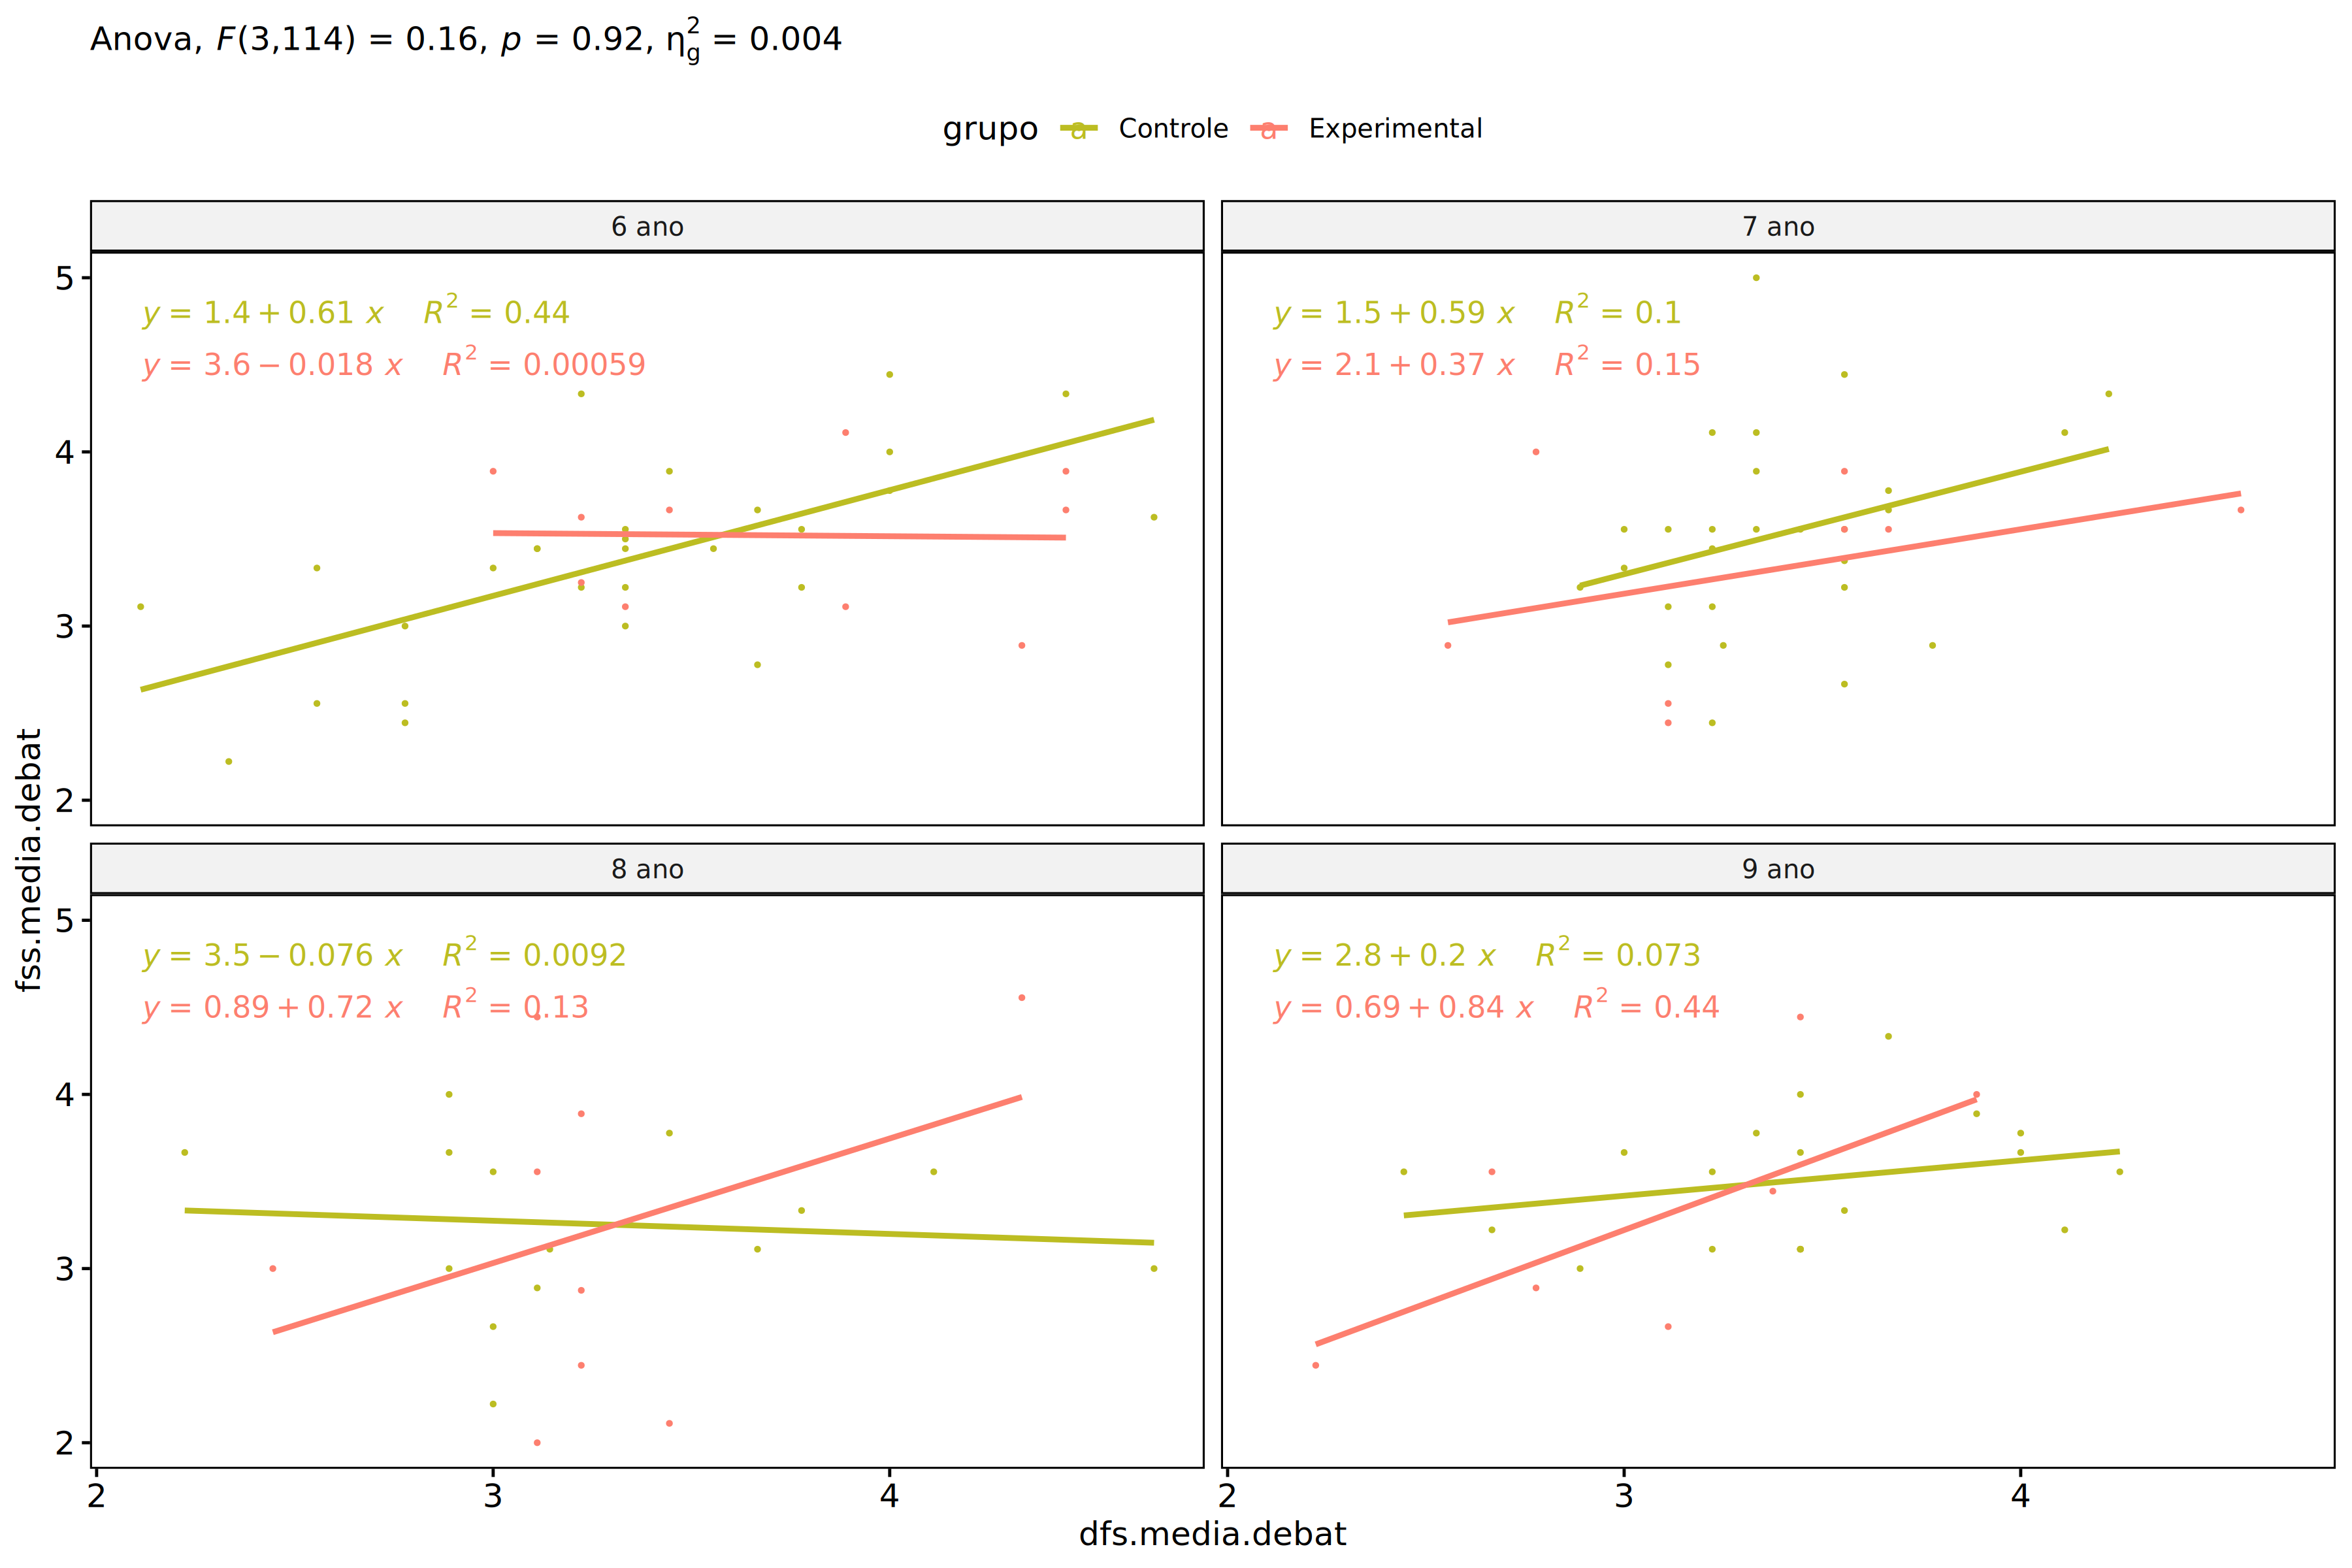 Anova, F(3,114) = 0.16, p = 0.92, η²g = 0.004
grupo a Controle a Experimental
6 ano
7 ano
5
4
3
2
y = 1.4 + 0.61 x R² = 0.44
y = 3.6 − 0.018 x R² = 0.00059
y = 1.5 + 0.59 x R² = 0.1
y = 2.1 + 0.37 x R² = 0.15
fss.media.debat
8 ano
9 ano
5
4
3
2
y = 3.5 − 0.076 x R² = 0.0092
y = 0.89 + 0.72 x R² = 0.13
y = 2.8 + 0.2 x R² = 0.073
y = 0.69 + 0.84 x R² = 0.44
2 3 4
2 3 4
dfs.media.debat